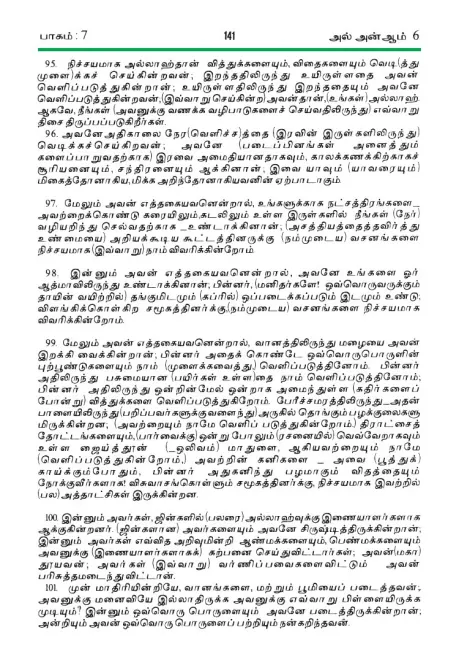 பாகம் : 7 141 அல் அன்ஆம் 6
95. நிச்சயமாக அல்லாஹ்தான் வித்துக்களையும், விதைகளையும் வெடி(த்து
முளை)க்கச் செய்கின்றவன்; இறந்ததிலிருந்து உயிருள்ளதை அவன்
வெளிப்படுத்துகின்றான்; உயிருள்ளதிலிருந்து இறந்ததையும் அவனே
வெளிப்படுத்துகின்றவன்;(இவ்வாறு செய்கின்ற) அவன்தான்,(உங்கள்) அல்லாஹ்
ஆகவே, நீங்கள் (அவனுக்கு வணக்க வழிபாடுகளைச் செய்வதிலிருந்து) எவ்வாறு
திசை திருப்பப்படுகிறீர்கள்.
96. அவனேஅதிகாலை நேர(வெளிச்ச)த்தை (இரவின் இருள்களிலிருந்து)
வெடிக்கச்செய்கிறவன்; அவனே (படைப்பினங்கள் அனைத்தும்
களைப்பாறுவதற்காக) இரவை அமைதியானதாகவும், காலக்கணக்கிற்காகச்
சூரியனையும், சந்திரனையும் ஆக்கினான்; இவை யாவும் (யாவரையும்)
மிகைத்தோனாகிய,மிக்க அறிந்தோனாகியவனின் ஏற்பாடாகும்.
97. மேலும் அவன் எத்தகையவனென்றால், உங்களுக்காக நட்சத்திரங்களை_
அவற்றைக்கொண்டு கரையிலும்,கடலிலும் உள்ள இருள்களில் நீங்கள் (நேர்)
வழியறிந்து செல்வதற்காக _உண்டாக்கினான்; (அசத்தியத்தைத்தவிர்த்து
உண்மையை) அறியக்கூடிய கூட்டத்தினருக்கு (நம்முடைய) வசனங்களை
நிச்சயமாக(இவ்வாறு)நாம் விவரிக்கின்றோம்.
98. இன்னும் அவன் எத்தகையவனென்றால், அவனே உங்களை ஓர்
ஆத்மாவிலிருந்து உண்டாக்கினான்; பின்னர், (மனிதர்களே! ஒவ்வொருவருக்கும்
தாயின் வயிற்றில்) தங்குமிடமும் (கப்ரில்) ஒப்படைக்கப்படும் இடமும் உண்டு.
விளங்கிக்கொள்கிற சமூகத்தினர்க்கு,(நம்முடைய) வசனங்களை நிச்சயமாக
விவரிக்கின்றோம்.
99. மேலும் அவன் எத்தகையவனென்றால், வானத்திலிருந்து மழையை அவன்
இறக்கி வைக்கின்றான்; பின்னர் அதைக் கொண்டே ஒவ்வொருபொருளின்
புற்பூண்டுகளையும் நாம் (முளைக்கவைத்து,) வெளிப்படுத்தினோம். பின்னர்
அதிலிருந்து பசுமையான (பயிர்கள் உள்ள)தை நாம் வெளிப்படுத்தினோம்;
பின்னர் அதிலிருந்து ஒன்றின்மேல் ஒன்றாக அமைந்துள்ள (கதிர்களைப்
போன்று) வித்துக்களை வெளிப்படுத்துகிறோம். பேரீச்சமரத்திலிருந்து_அதன்
பாளையிலிருந்து(பறிப்பவர்களுக்குவளைந்து) அருகில் தொங்கும்பழக்குலைகளு
மிருக்கின்றன; (அவற்றையும் நாமே வெளிப் படுத்துகின்றோம்.) திராட்சைத்
தோட்டங்களையும்,(பார்வைக்கு)ஒன்று போலும்(ரசனையில்) வெவ்வேறாகவும்
உள்ள ஜைய்த்தூன் (_ஒலிவம்) மாதுளை, ஆகியவற்றையும் நாமே
(வெளிப்படுத்துகின்றோம்.,) அவற்றின் கனிகளை _ அவை (பூத்துக்)
காய்க்கும்போதும், பின்னர் அதுகனிந்து பழமாகும் விதத்தையும்
நோக்குவீர்களாக! விசுவாசங்கொள்ளும் சமூகத்தினர்க்கு, நிச்சயமாக இவற்றில்
(பல)அத்தாட்சிகள் இருக்கின்றன.
100. இன்னும் அவர்கள், ஜின்களில் (பலரை) அல்லாஹ்வுக்கு இணையாளர்களாக
ஆக்குகின்றனர். (ஜின்களான) அவர்களையும் அவனே சிருஷ்டித்திருக்கின்றான்;
இன்னும் அவர்கள் எவ்வித அறிவுமின்றி ஆண்மக்களையும், பெண்மக்களையும்
அவனுக்கு (இணையாளர்களாகக்) கற்பனை செய்துவிட்டார்கள்; அவன்(மகா)
தூயவன்; அவர்கள் (இவ்வாறு) வர்ணிப்பவைகளைவிட்டும் அவன்
பரிசுத்தமடைந்துவிட்டான்.
101. முன் மாதிரியின்றியே, வானங்களை, மற்றும் பூமியைப் படைத்தவன்,
அவனுக்கு மனைவியே இல்லாதிருக்க அவனுக்கு எவ்வாறு பிள்ளையிருக்க
முடியும்? இன்னும் ஒவ்வொரு பொருளையும் அவனே படைத்திருக்கின்றான்;
அன்றியும் அவன் ஒவ்வொருபொருளைப்பற்றியும் நன்கறிந்தவன்.